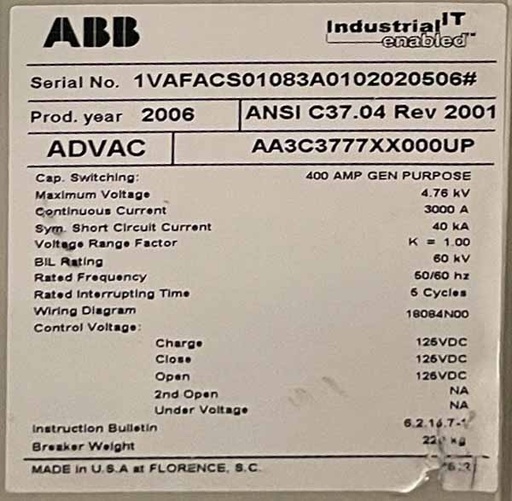 ABB
Industrial IT
enabled™
Serial No. 1VAFACS01083A0102020506#
Prod. year 2006 ANSI C37.04 Rev 2001
ADVAC AA3C3777XX000UP
Cap. Switching: 400 AMP GEN PURPOSE
Maximum Voltage 4.76 kV
Continuous Current 3000 A
Sym. Short Circuit Current 40 kA
Voltage Range Factor K = 1.00
BIL Rating 60 kV
Rated Frequency 50/60 hz
Rated Interrupting Time 5 Cycles
Wiring Diagram 18084N00
Control Voltage:
Charge 125VDC
Close 125VDC
Open 125VDC
2nd Open NA
Under Voltage NA
Instruction Bulletin
Breaker Weight kg
MADE in U.S.A at FLORENCE, S.C.